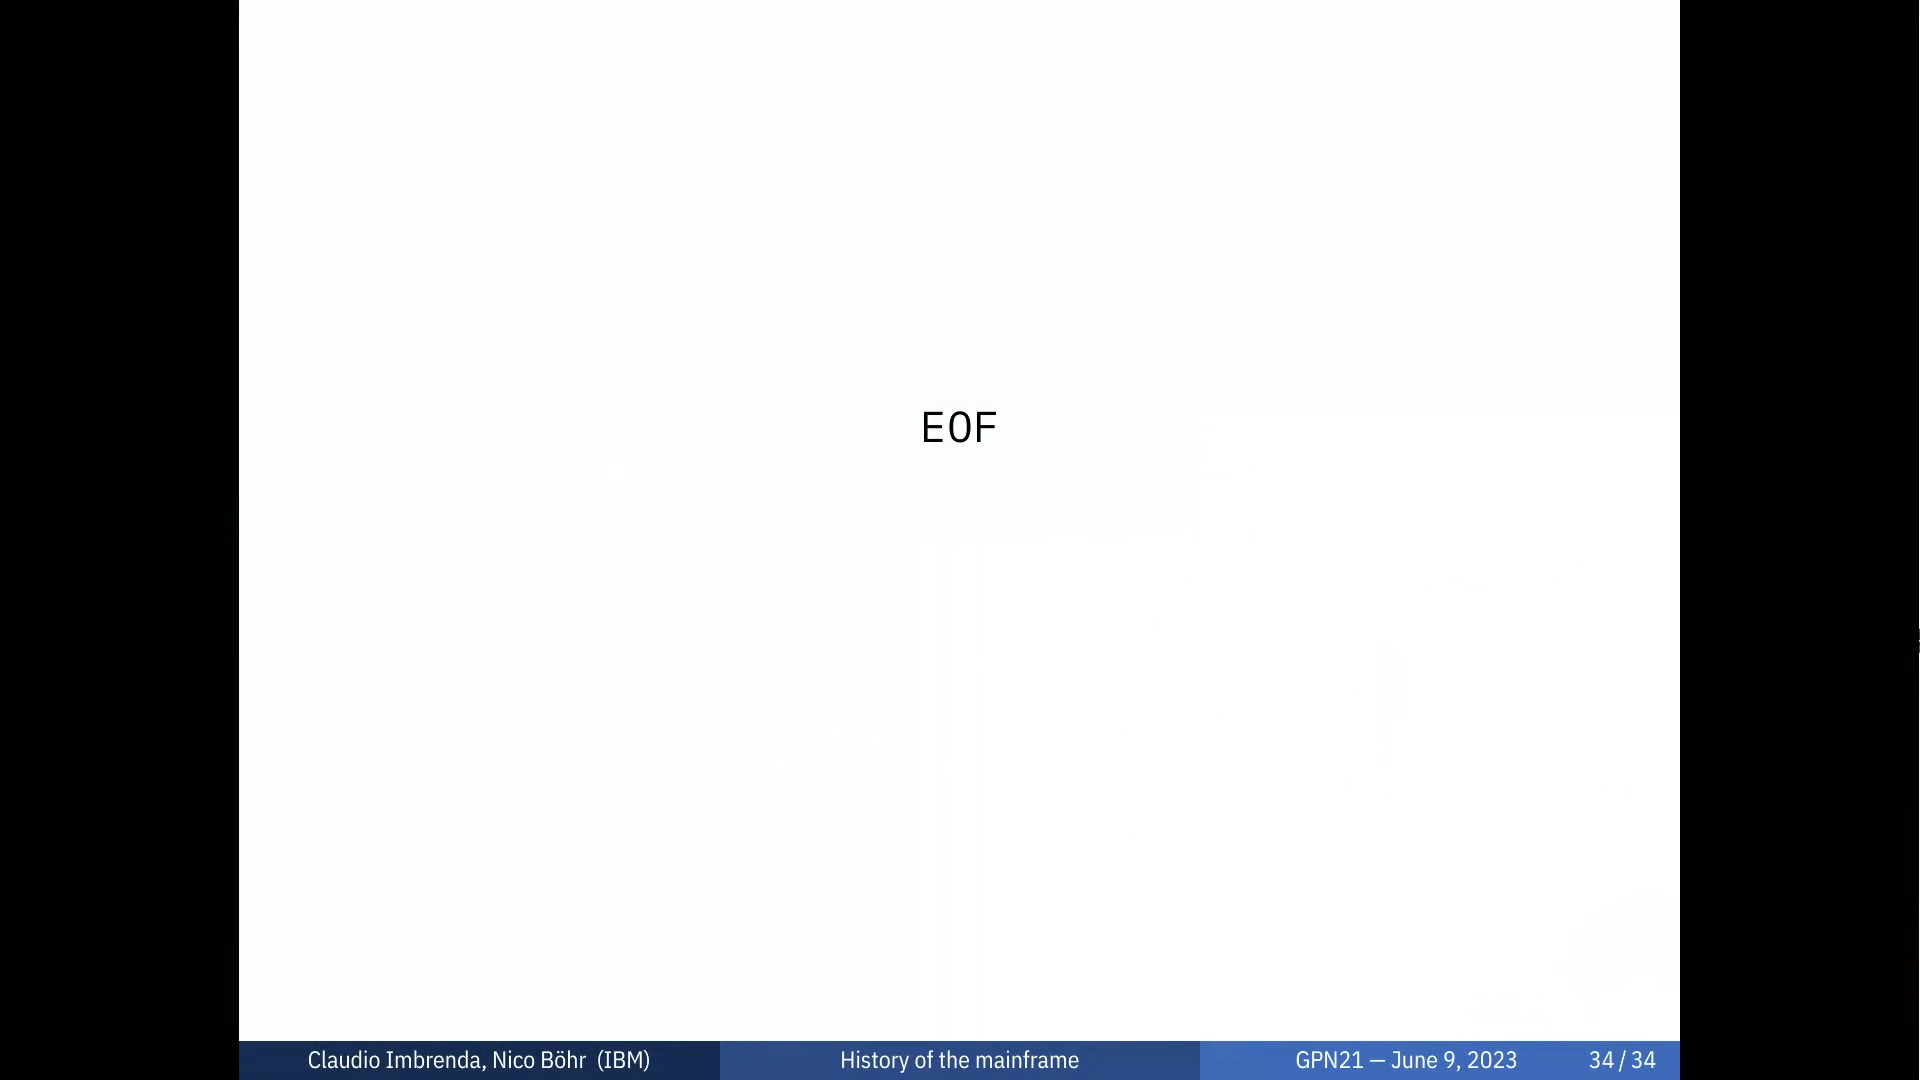 EOF
Claudio Imbrenda, Nico Böhr (IBM)
History of the mainframe
GPN21 — June 9, 2023
34 / 34